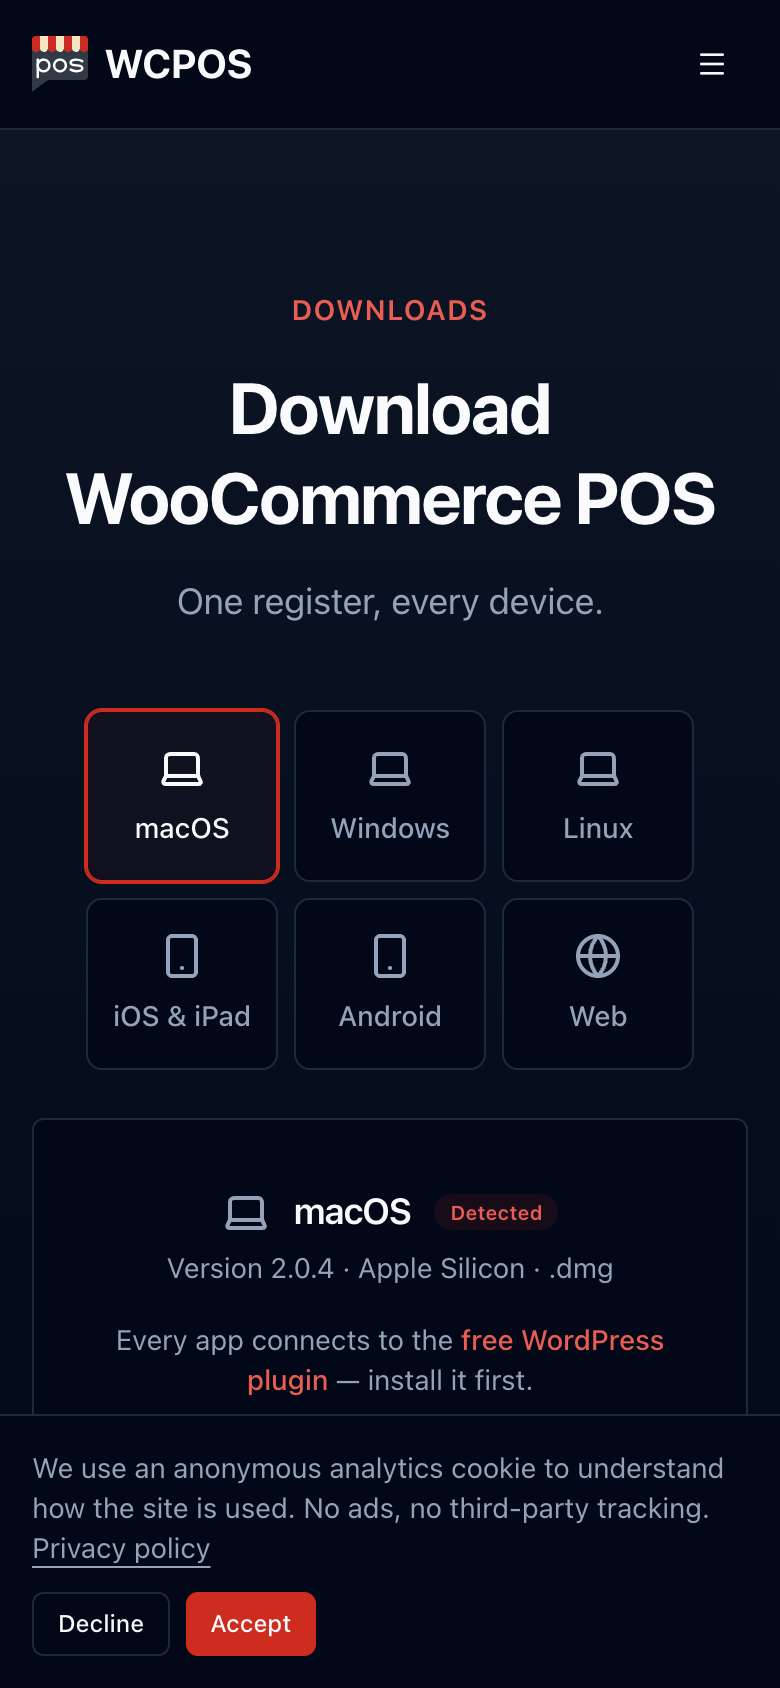 pos WCPOS
DOWNLOADS
Download
WooCommerce POS
One register, every device.
macOS
Windows
Linux
iOS & iPad
Android
Web
macOS Detected
Version 2.0.4 · Apple Silicon · .dmg
Every app connects to the free WordPress
plugin — install it first.
We use an anonymous analytics cookie to understand
how the site is used. No ads, no third-party tracking.
Privacy policy
Decline
Accept